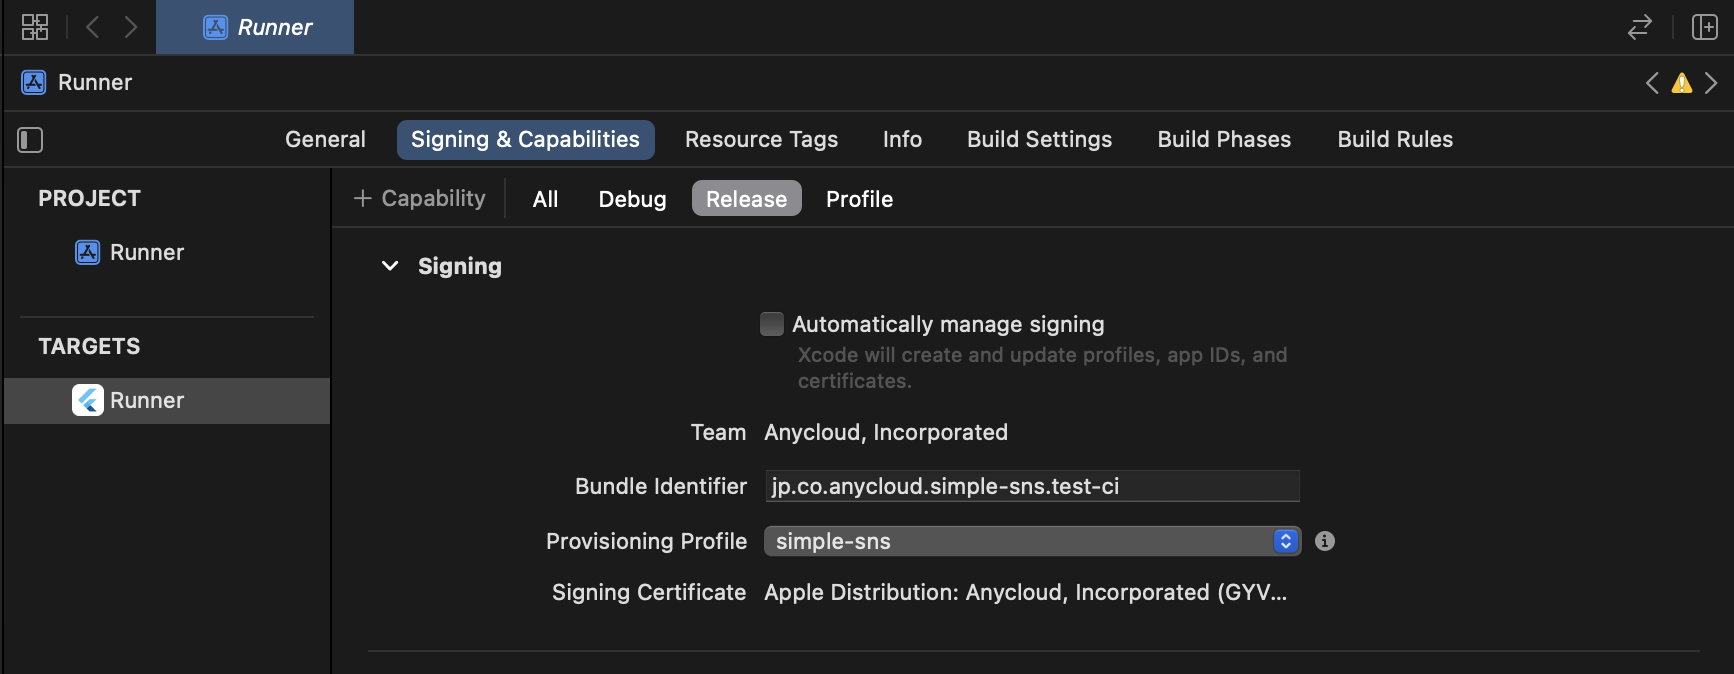 Runner
Runner
General Signing & Capabilities Resource Tags Info Build Settings Build Phases Build Rules
PROJECT
Runner
TARGETS
Runner
+ Capability All Debug Release Profile
Signing
Automatically manage signing
Xcode will create and update profiles, app IDs, and
certificates.
Team Anycloud, Incorporated
Bundle Identifier jp.co.anycloud.simple-sns.test-ci
Provisioning Profile simple-sns
Signing Certificate Apple Distribution: Anycloud, Incorporated (GYV...